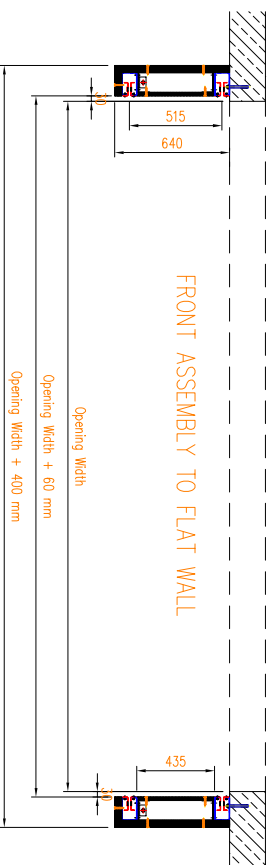 30
515
640
FRONT ASSEMBLY TO FLAT WALL
Opening Width
Opening Width + 60 mm
Opening Width + 400 mm
435
30